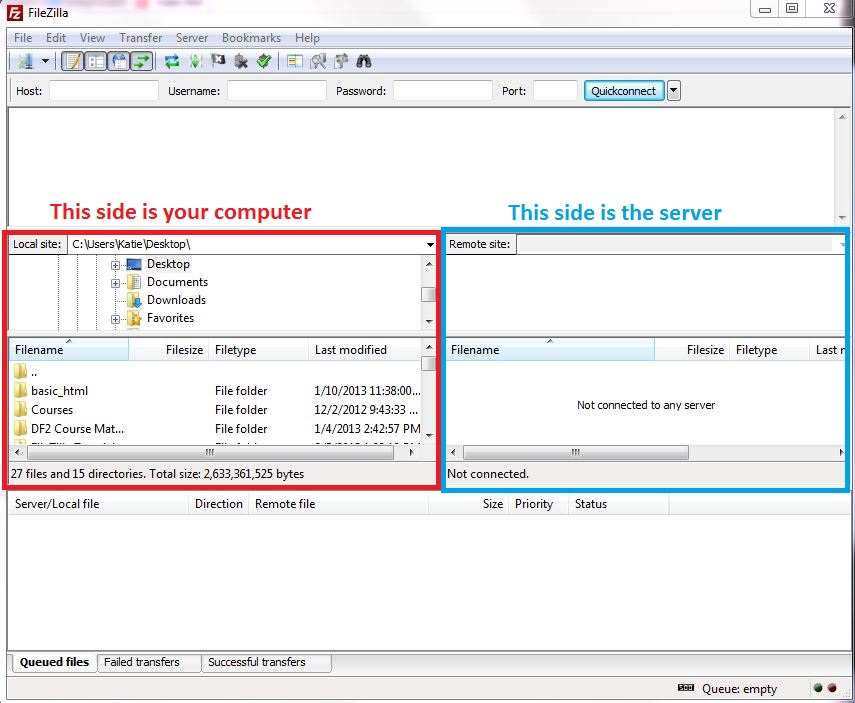 FileZilla
File Edit View Transfer Server Bookmarks Help
Host: Username: Password: Port: Quickconnect
This side is your computer
This side is the server
Local site: C:\Users\Katie\Desktop\
Remote site:
Desktop
Documents
Downloads
Favorites
Filename Filesize Filetype Last modified
Filename Filesize Filetype Last
..
basic_html File folder 1/10/2013 11:38:00...
Courses File folder 12/2/2012 9:43:33 ...
DF2 Course Mat... File folder 1/4/2013 2:42:57 PM
Not connected to any server
27 files and 15 directories. Total size: 2,633,361,525 bytes
Not connected.
Server/Local file Direction Remote file Size Priority Status
Queued files Failed transfers Successful transfers
Queue: empty